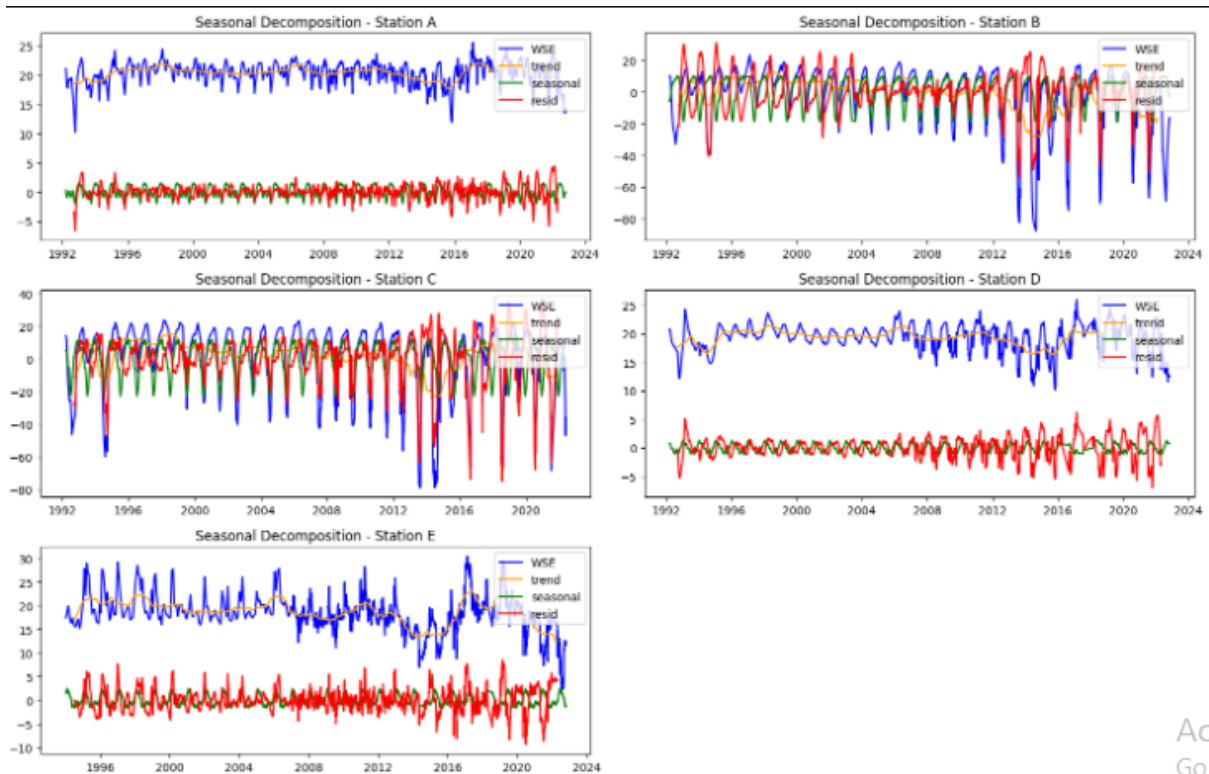 Seasonal Decomposition - Station A
25
20
15
10
5
0
−5
WSE
trend
seasonal
resid
1992 1996 2000 2004 2008 2012 2016 2020 2024
Seasonal Decomposition - Station B
20
0
−20
−40
−60
−80
WSE
trend
seasonal
resid
1992 1996 2000 2004 2008 2012 2016 2020 2024
Seasonal Decomposition - Station C
40
20
0
−20
−40
−60
−80
WSE
trend
seasonal
resid
1992 1996 2000 2004 2008 2012 2016 2020
Seasonal Decomposition - Station D
25
20
15
10
5
0
−5
WSE
trend
seasonal
resid
1992 1996 2000 2004 2008 2012 2016 2020 2024
Seasonal Decomposition - Station E
30
25
20
15
10
5
0
−5
−10
WSE
trend
seasonal
resid
1996 2000 2004 2008 2012 2016 2020 2024
Ac
Go